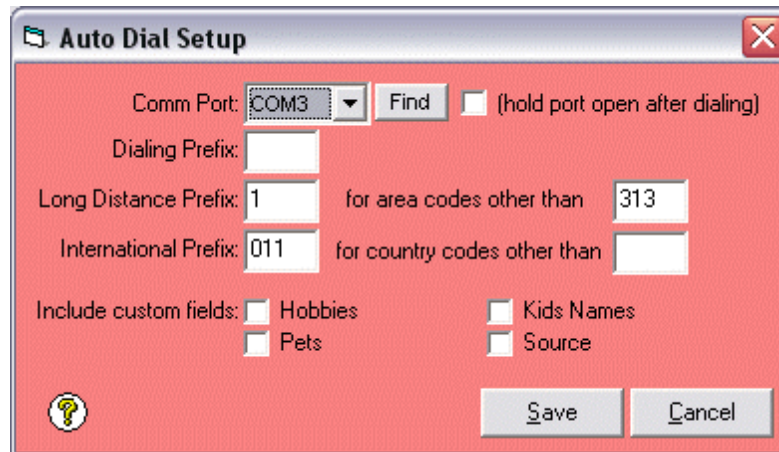 Auto Dial Setup
Comm Port: COM3 Find (hold port open after dialing)
Dialing Prefix:
Long Distance Prefix: 1 for area codes other than 313
International Prefix: 011 for country codes other than
Include custom fields: Hobbies Kids Names
Pets Source
? Save Cancel